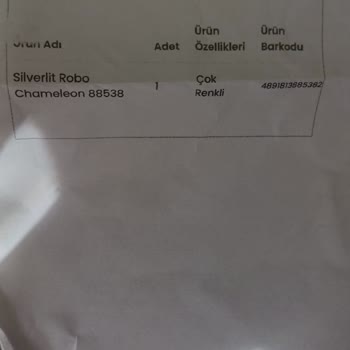 Ürün Adı Adet Ürün Özellikleri Ürün Barkodu
Silverlit Robo Chameleon 88538 1 Çok Renkli 4891813885382